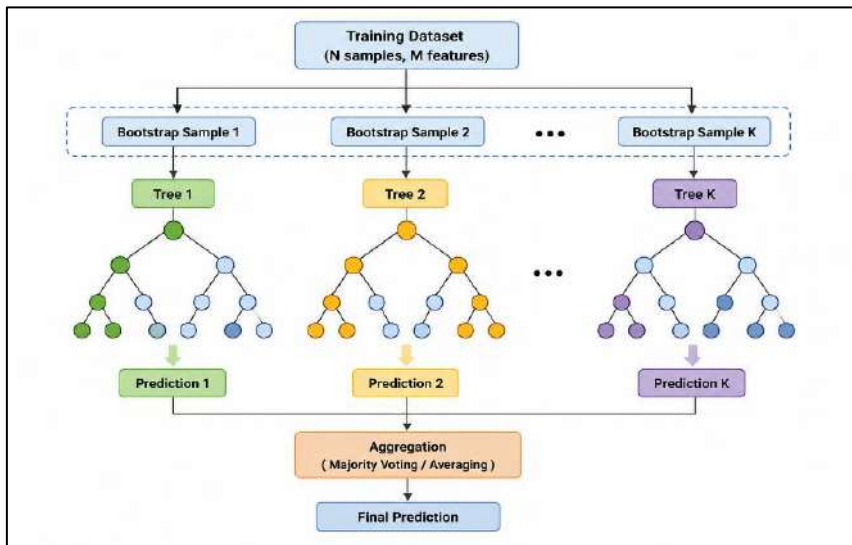 Training Dataset
(N samples, M features)
Bootstrap Sample 1
Bootstrap Sample 2
Bootstrap Sample K
Tree 1
Tree 2
Tree K
Prediction 1
Prediction 2
Prediction K
Aggregation
( Majority Voting / Averaging )
Final Prediction